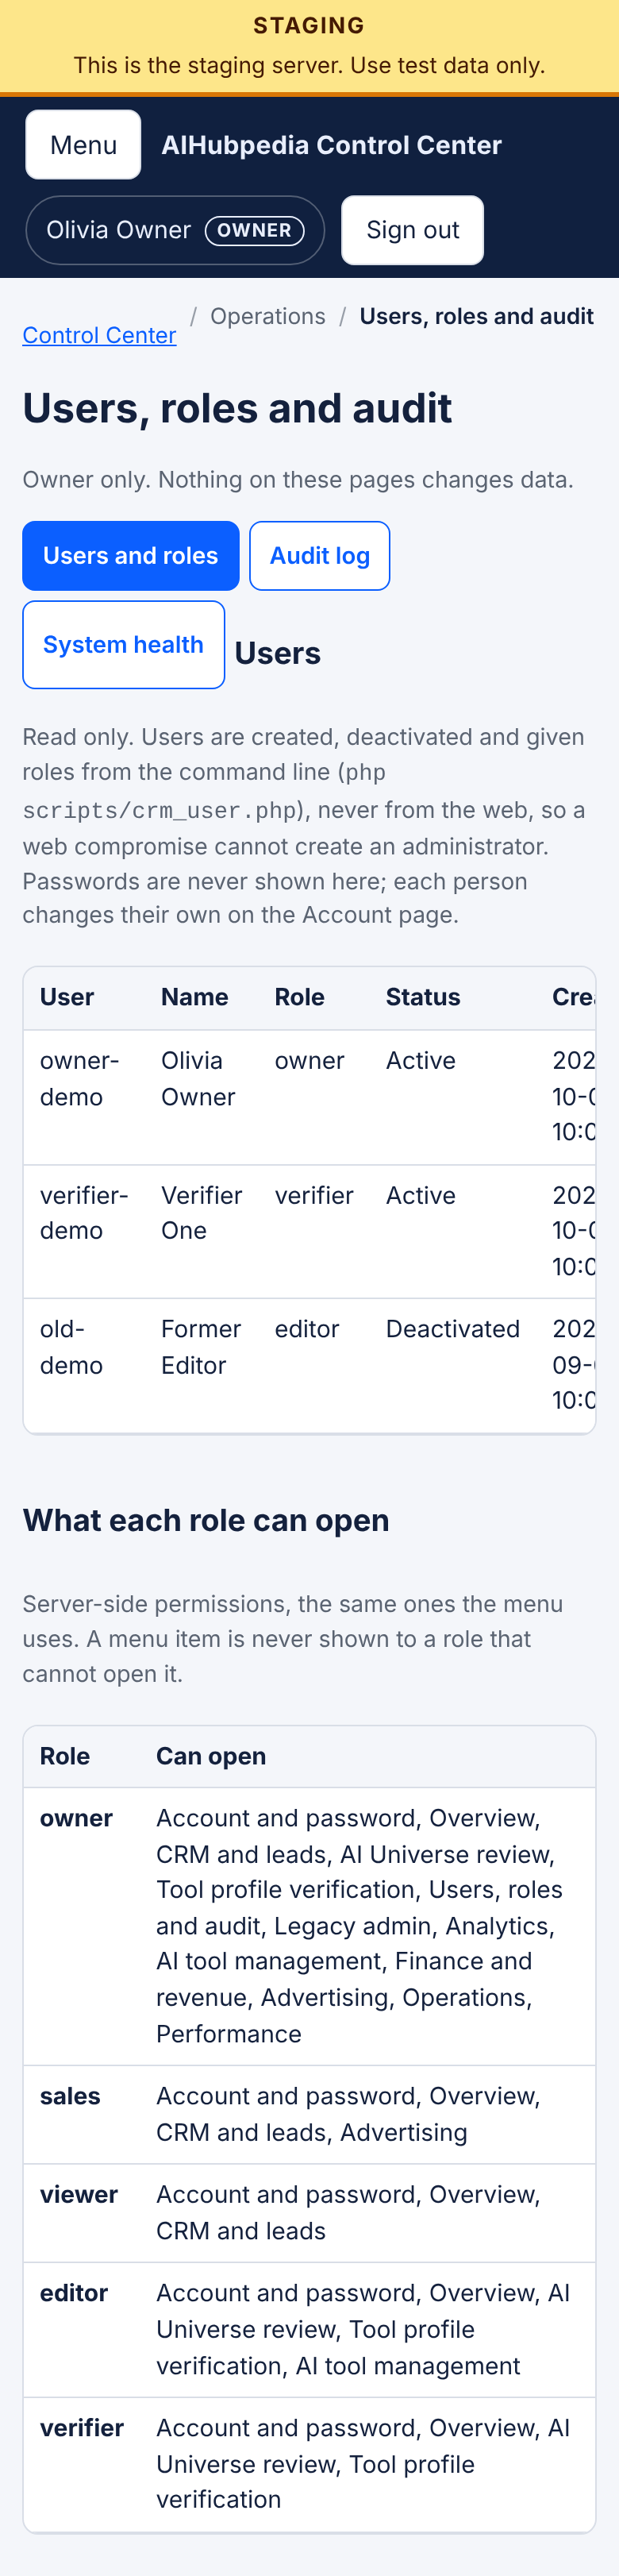 STAGING
This is the staging server. Use test data only.
Menu
AIHubpedia Control Center
Olivia Owner OWNER
Sign out
Control Center / Operations / Users, roles and audit
Users, roles and audit
Owner only. Nothing on these pages changes data.
Users and roles
Audit log
System health
Users
Read only. Users are created, deactivated and given
roles from the command line (php
scripts/crm_user.php), never from the web, so a
web compromise cannot create an administrator.
Passwords are never shown here; each person
changes their own on the Account page.
User Name Role Status
owner- Olivia owner Active
demo Owner
verifier- Verifier verifier Active
demo One
old- Former editor Deactivated
demo Editor
What each role can open
Server-side permissions, the same ones the menu
uses. A menu item is never shown to a role that
cannot open it.
Role Can open
owner Account and password, Overview,
CRM and leads, AI Universe review,
Tool profile verification, Users, roles
and audit, Legacy admin, Analytics,
AI tool management, Finance and
revenue, Advertising, Operations,
Performance
sales Account and password, Overview,
CRM and leads, Advertising
viewer Account and password, Overview,
CRM and leads
editor Account and password, Overview, AI
Universe review, Tool profile
verification, AI tool management
verifier Account and password, Overview, AI
Universe review, Tool profile
verification